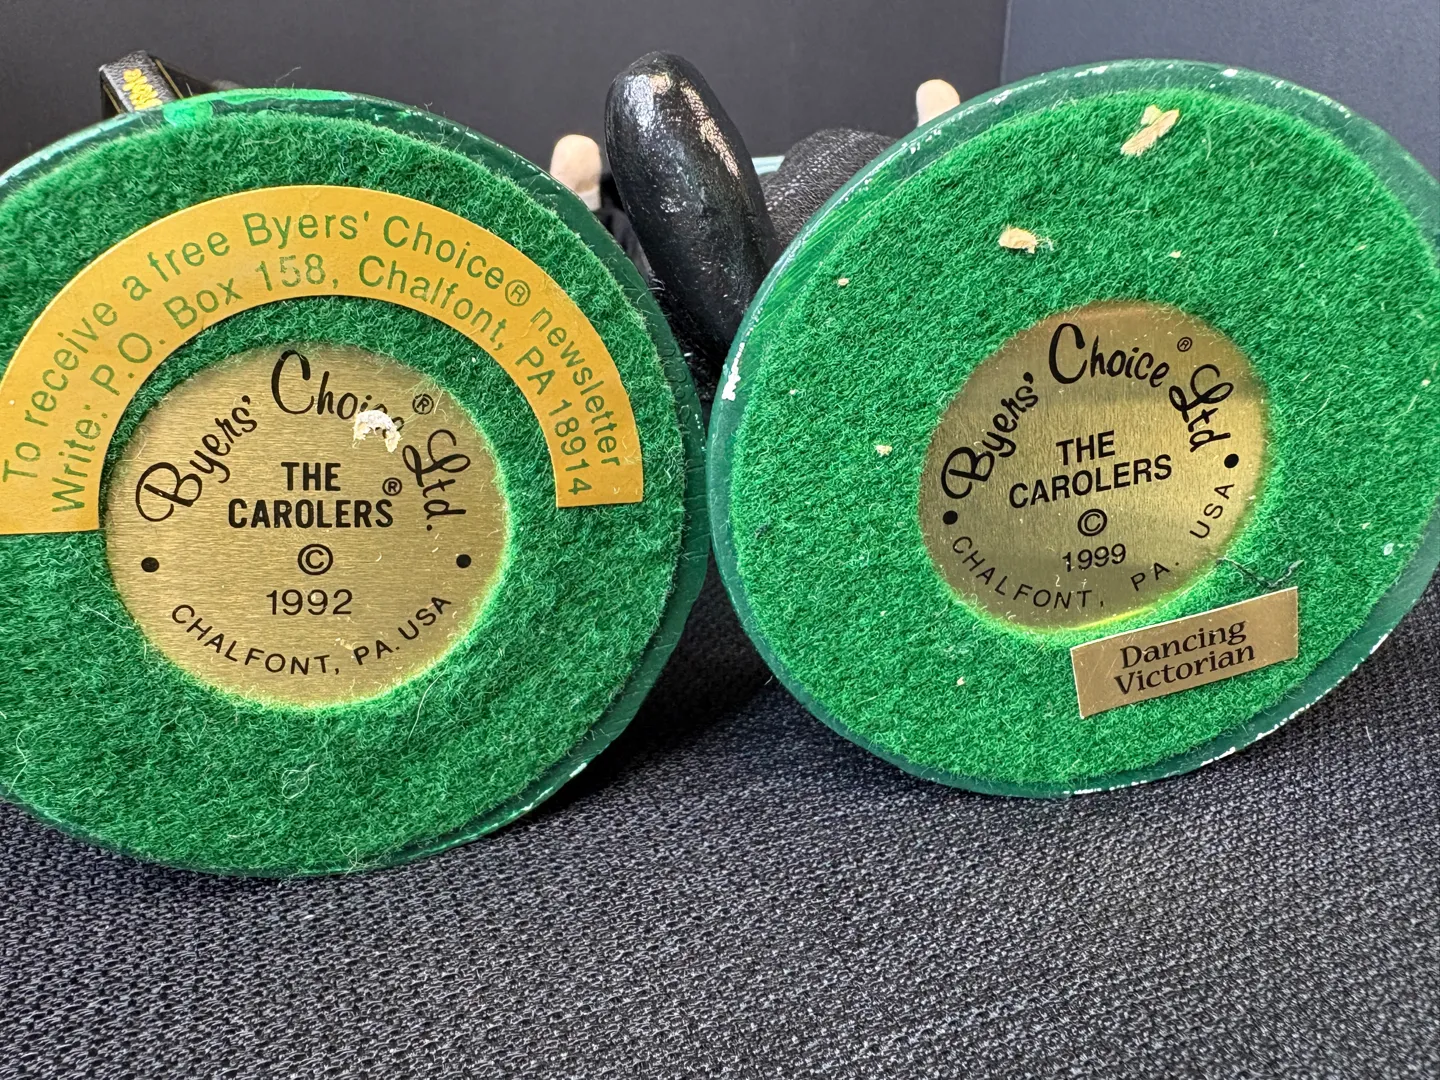 To receive a free Byers' Choice® newsletter
Write: P.O. Box 158, Chalfont, PA 18914
Byers' Choice® Ltd.
THE
CAROLERS®
©
1992
CHALFONT, PA. USA
Byers' Choice® Ltd
THE
CAROLERS
©
1999
CHALFONT, PA. USA
Dancing
Victorian